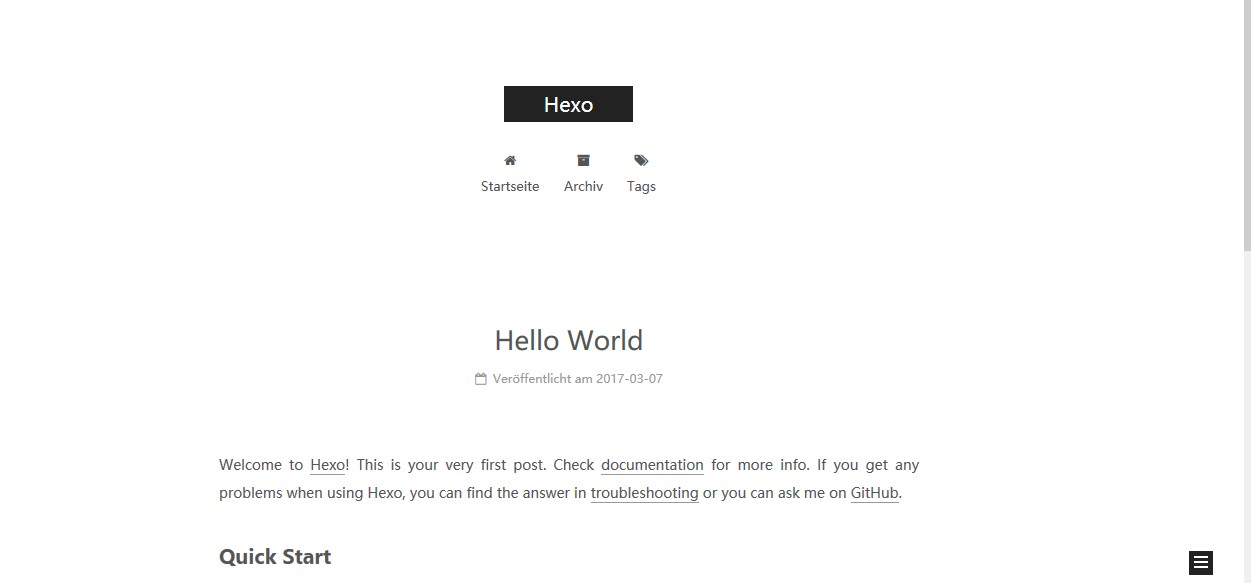 Hexo
Startseite Archiv Tags
Hello World
Veröffentlicht am 2017-03-07
Welcome to Hexo! This is your very first post. Check documentation for more info. If you get any
problems when using Hexo, you can find the answer in troubleshooting or you can ask me on GitHub.
Quick Start